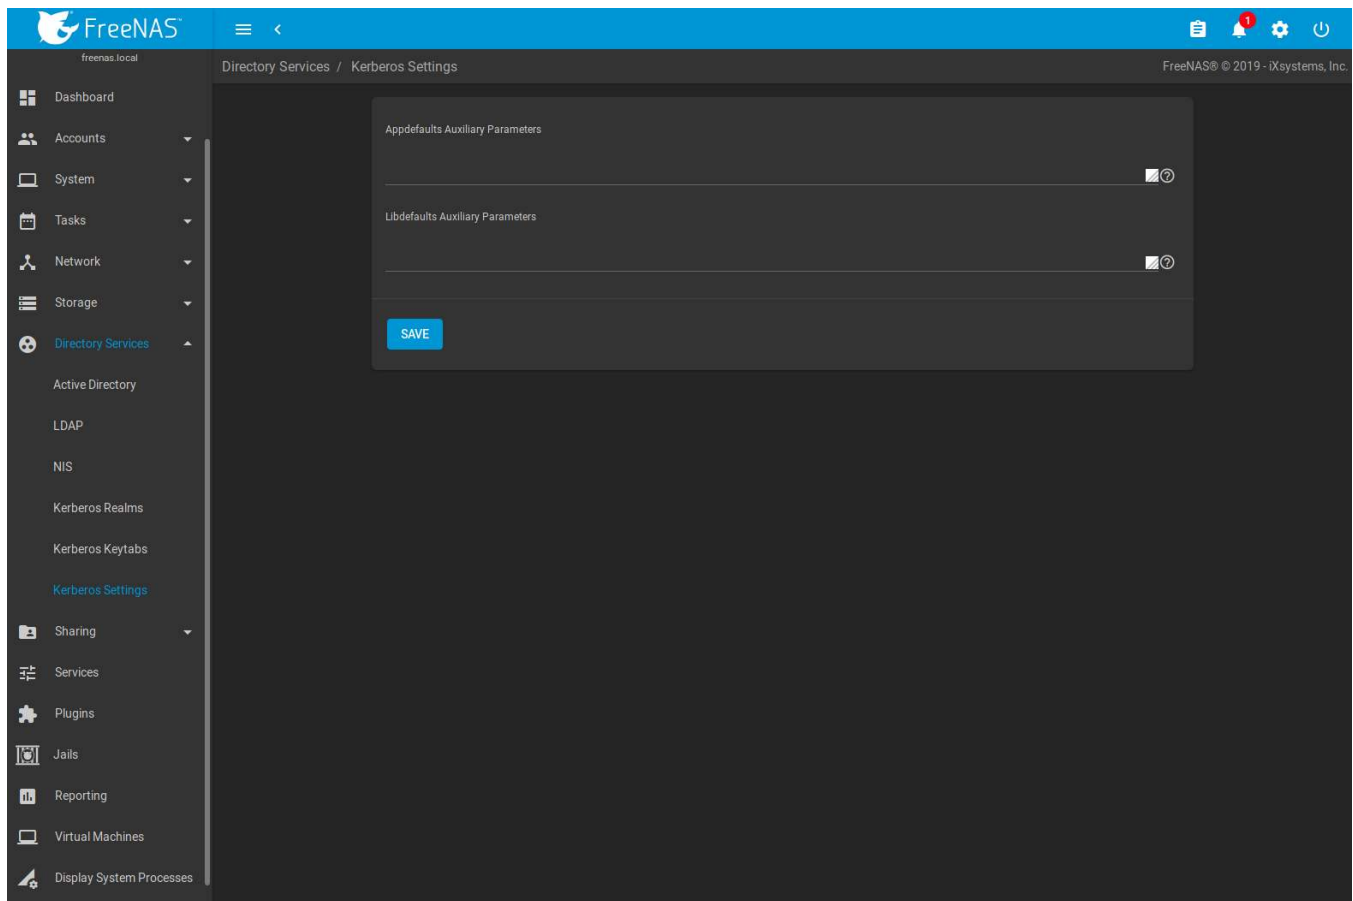 FreeNAS
1
freenas.local
Directory Services / Kerberos Settings
FreeNAS® © 2019 - iXsystems, Inc.
Dashboard
Accounts
System
Tasks
Network
Storage
Directory Services
Active Directory
LDAP
NIS
Kerberos Realms
Kerberos Keytabs
Kerberos Settings
Sharing
Services
Plugins
Jails
Reporting
Virtual Machines
Display System Processes
Appdefaults Auxiliary Parameters
Libdefaults Auxiliary Parameters
SAVE